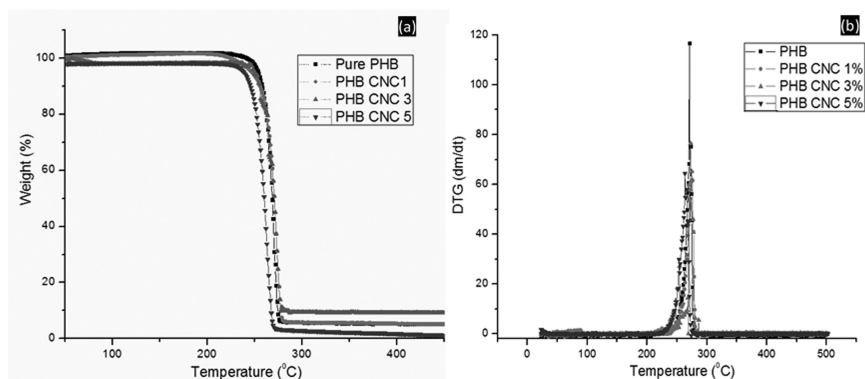 (a)
100
80
60
40
20
0
Weight (%)
Pure PHB
PHB CNC1
PHB CNC 3
PHB CNC 5
100 200 300 400
Temperature (⁰C)
(b)
120
100
80
60
40
20
0
DTG (dm/dt)
PHB
PHB CNC 1%
PHB CNC 3%
PHB CNC 5%
0 100 200 300 400 500
Temperature (⁰C)